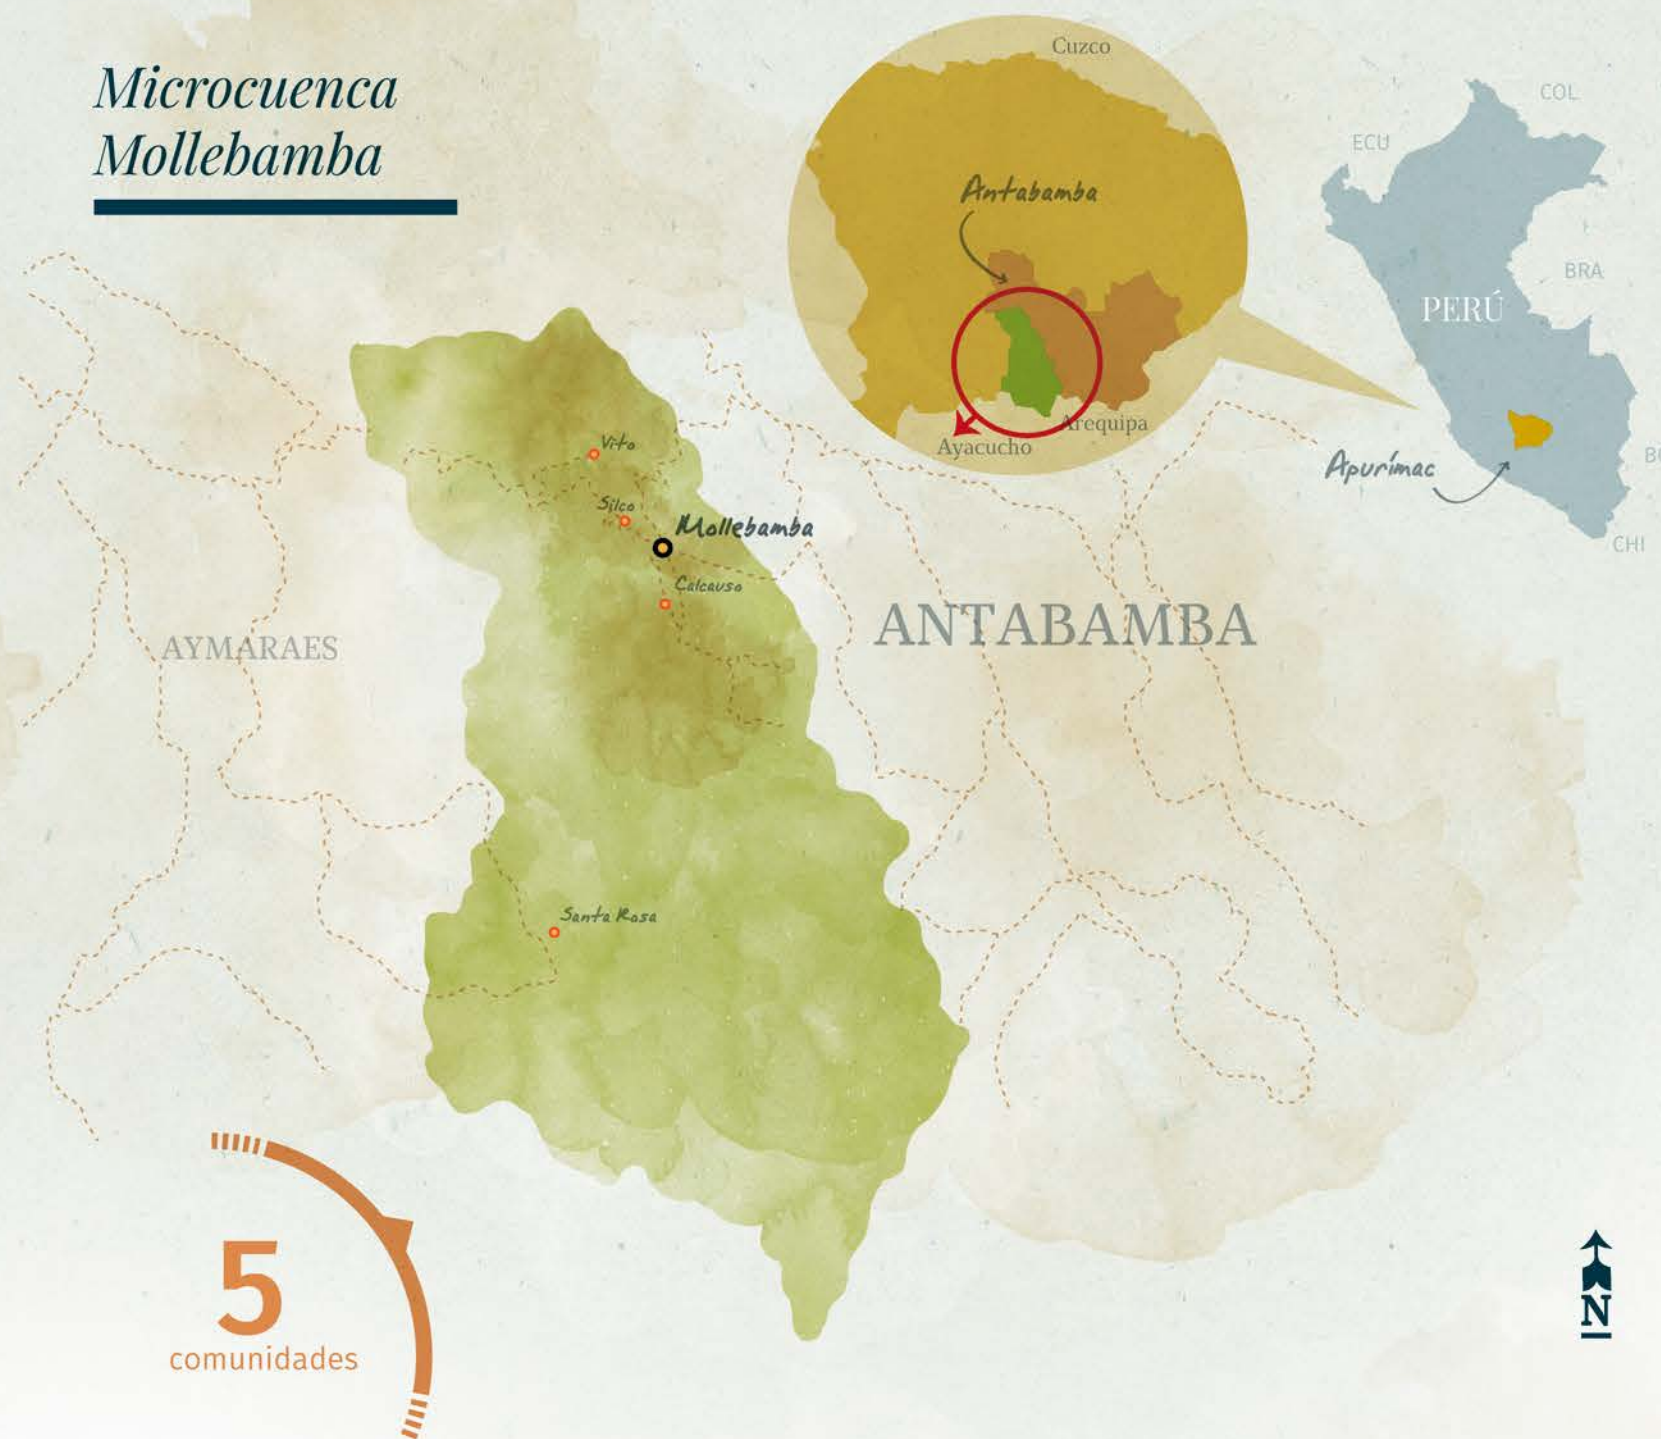 Microcuenca
Mollebamba
Cuzco
Antabamba
Arequipa
Ayacucho
COL
ECU
BRA
PERÚ
Apurímac
CHI
Vito
Silco
Mollebamba
Calcauso
AYMARAES
ANTABAMBA
Santa Rosa
5
comunidades
N